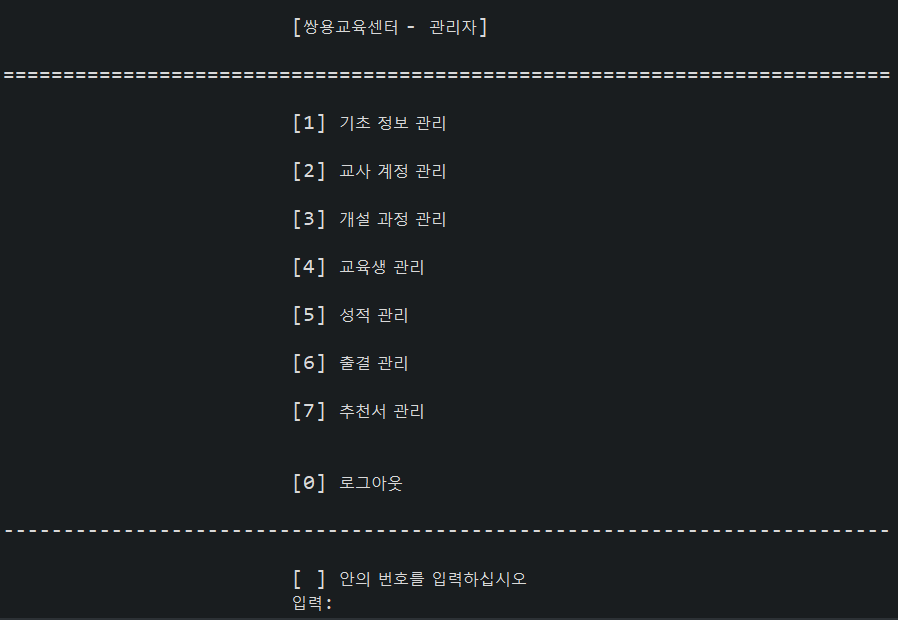 [쌍용교육센터 - 관리자]
==========================================================================
[1] 기초 정보 관리
[2] 교사 계정 관리
[3] 개설 과정 관리
[4] 교육생 관리
[5] 성적 관리
[6] 출결 관리
[7] 추천서 관리
[0] 로그아웃
--------------------------------------------------------------------------
[ ] 안의 번호를 입력하십시오
입력: